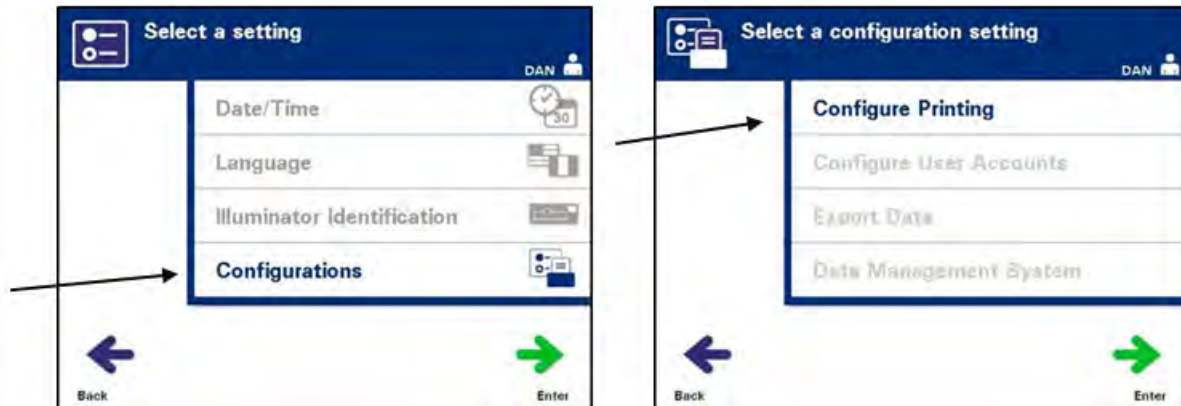 Select a setting
DAN
Date/Time
30
Language
Illuminator Identification
Configurations
Back
Enter
Select a configuration setting
DAN
Configure Printing
Configure User Accounts
Export Data
Data Management System
Back
Enter